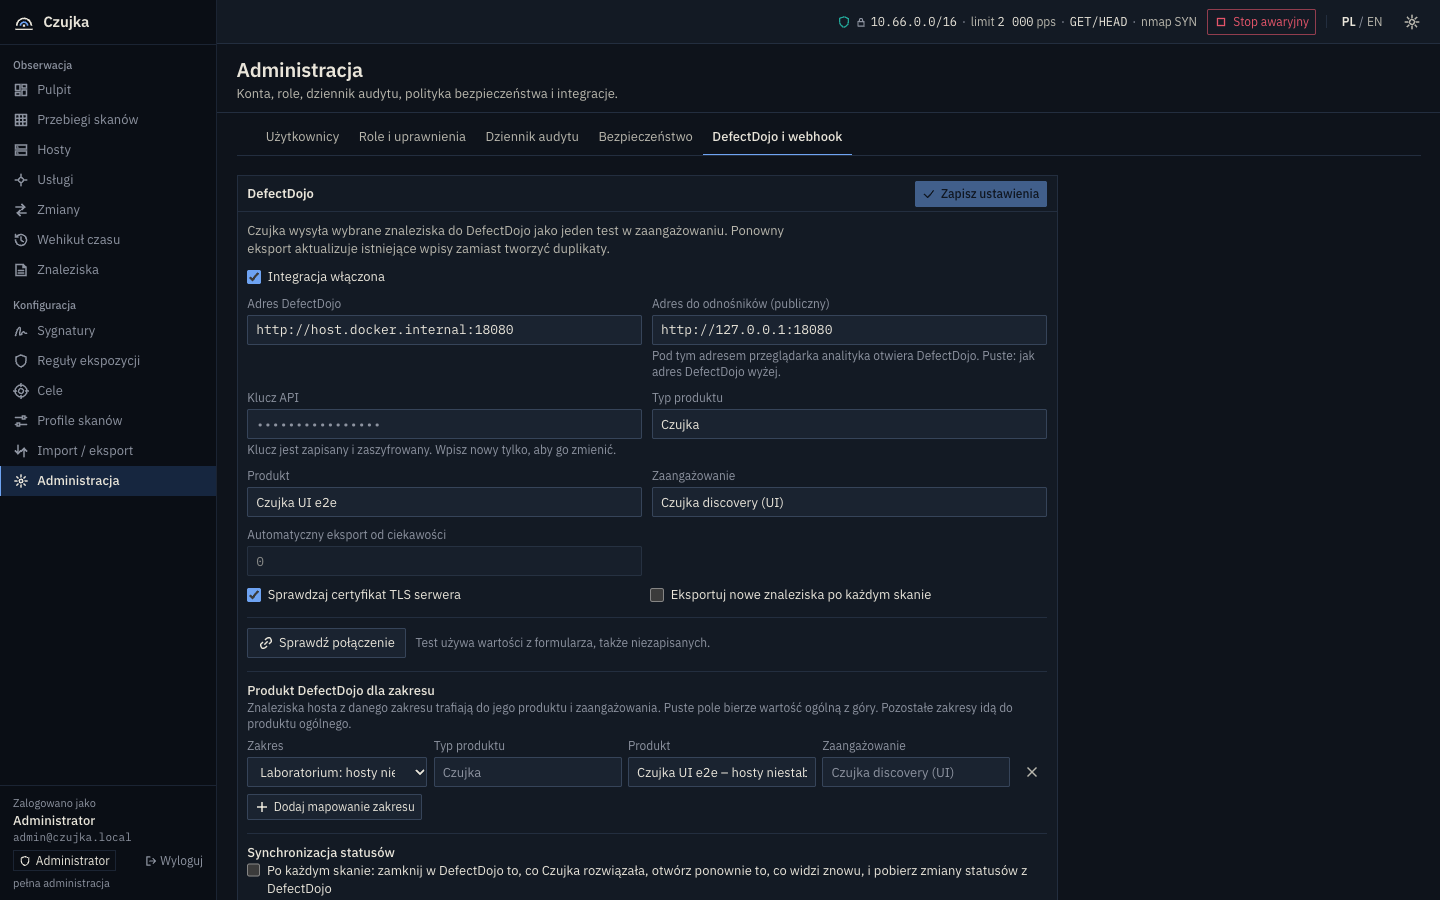 Czujka
10.66.0.0/16 · limit 2 000 pps · GET/HEAD · nmap SYN
Stop awaryjny
PL / EN
Obserwacja
Pulpit
Przebiegi skanów
Hosty
Usługi
Zmiany
Wehikuł czasu
Znaleziska
Konfiguracja
Sygnatury
Reguły ekspozycji
Cele
Profile skanów
Import / eksport
Administracja
Zalogowano jako
Administrator
admin@czujka.local
Administrator
Wyloguj
pełna administracja
Administracja
Konta, role, dziennik audytu, polityka bezpieczeństwa i integracje.
Użytkownicy
Role i uprawnienia
Dziennik audytu
Bezpieczeństwo
DefectDojo i webhook
DefectDojo
Zapisz ustawienia
Czujka wysyła wybrane znaleziska do DefectDojo jako jeden test w zaangażowaniu. Ponowny
eksport aktualizuje istniejące wpisy zamiast tworzyć duplikaty.
Integracja włączona
Adres DefectDojo
http://host.docker.internal:18080
Adres do odnośników (publiczny)
http://127.0.0.1:18080
Pod tym adresem przeglądarka analityka otwiera DefectDojo. Puste: jak
adres DefectDojo wyżej.
Klucz API
••••••••••••••••
Klucz jest zapisany i zaszyfrowany. Wpisz nowy tylko, aby go zmienić.
Typ produktu
Czujka
Produkt
Czujka UI e2e
Zaangażowanie
Czujka discovery (UI)
Automatyczny eksport od ciekawości
0
Sprawdzaj certyfikat TLS serwera
Eksportuj nowe znaleziska po każdym skanie
Sprawdź połączenie
Test używa wartości z formularza, także niezapisanych.
Produkt DefectDojo dla zakresu
Znaleziska hosta z danego zakresu trafiają do jego produktu i zaangażowania. Puste pole bierze wartość ogólną z góry. Pozostałe zakresy idą do
produktu ogólnego.
Zakres
Typ produktu
Produkt
Zaangażowanie
Laboratorium: hosty nie
Czujka
Czujka UI e2e – hosty niestab
Czujka discovery (UI)
Dodaj mapowanie zakresu
Synchronizacja statusów
Po każdym skanie: zamknij w DefectDojo to, co Czujka rozwiązała, otwórz ponownie to, co widzi znowu, i pobierz zmiany statusów z
DefectDojo